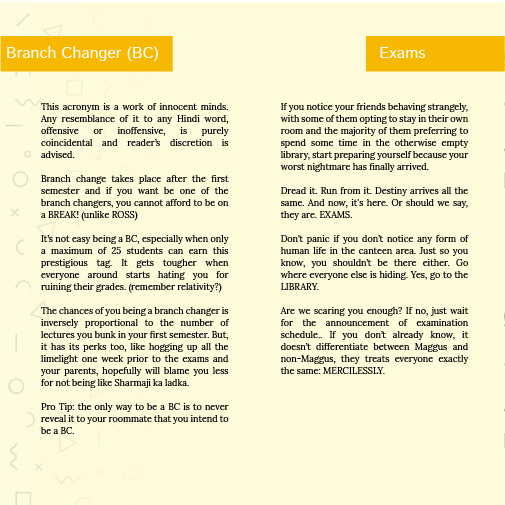 Branch Changer (BC)
This acronym is a work of innocent minds.
Any resemblance of it to any Hindi word,
offensive or inoffensive, is purely
coincidental and reader's discretion is
advised.
Branch change takes place after the first
semester and if you want be one of the
branch changers, you cannot afford to be on
a BREAK! (unlike ROSS)
It's not easy being a BC, especially when only
a maximum of 25 students can earn this
prestigious tag. It gets tougher when
everyone around starts hating you for
ruining their grades. (remember relativity?)
The chances of you being a branch changer is
inversely proportional to the number of
lectures you bunk in your first semester. But,
it has its perks too, like hogging up all the
limelight one week prior to the exams and
your parents, hopefully will blame you less
for not being like Sharmaji ka ladka.
Pro Tip: the only way to be a BC is to never
reveal it to your roommate that you intend to
be a BC.
Exams
If you notice your friends behaving strangely,
with some of them opting to stay in their own
room and the majority of them preferring to
spend some time in the otherwise empty
library, start preparing yourself because your
worst nightmare has finally arrived.
Dread it. Run from it. Destiny arrives all the
same. And now, it's here. Or should we say,
they are. EXAMS.
Don't panic if you don't notice any form of
human life in the canteen area. Just so you
know, you shouldn't be there either. Go
where everyone else is hiding. Yes, go to the
LIBRARY.
Are we scaring you enough? If no, just wait
for the announcement of examination
schedule.. If you don't already know, it
doesn't differentiate between Maggus and
non-Maggus, they treats everyone exactly
the same: MERCILESSLY.